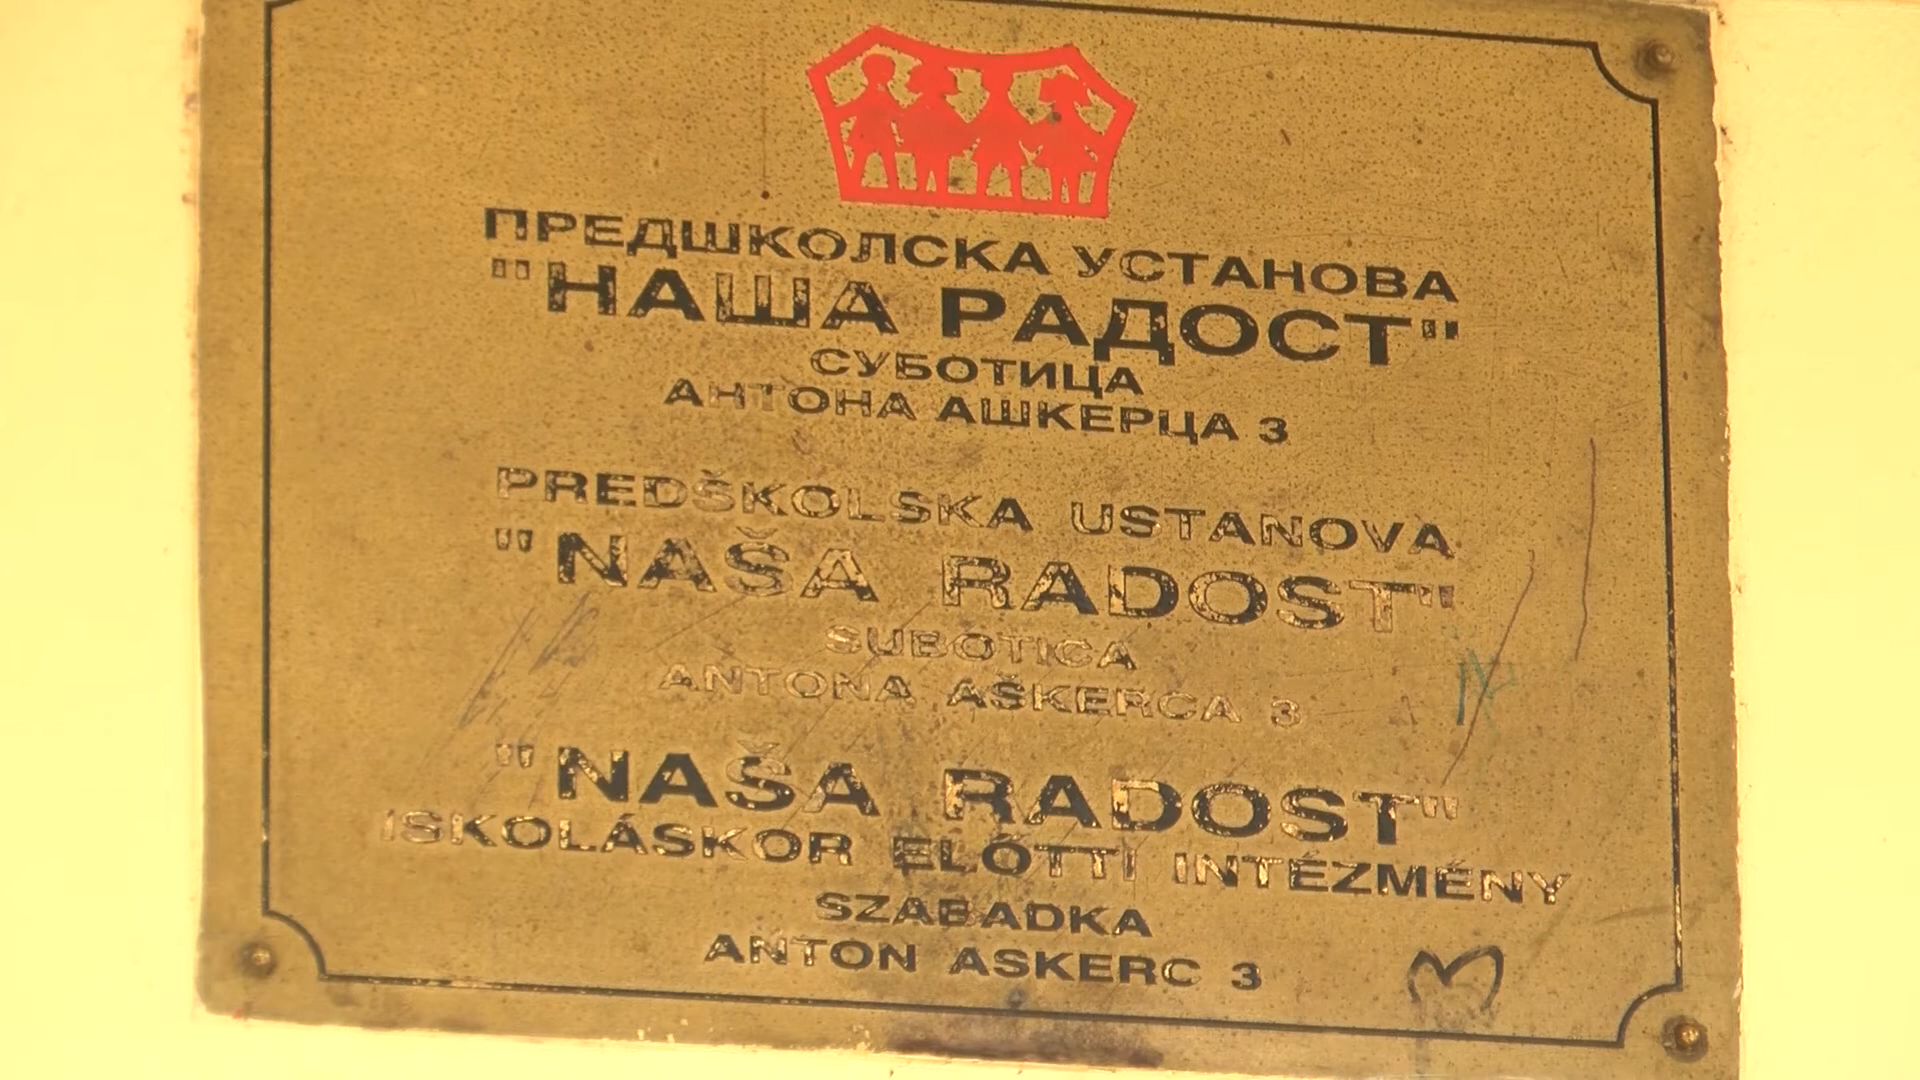 ПРЕДШКОЛСКА УСТАНОВА
"НАША РАДОСТ"
СУБОТИЦА
АНТОНА АШКЕРЦА 3
PREDŠKOLSKA USTANOVA
"NAŠA RADOST"
SUBOTICA
ANTONA AŠKERCA 3
"NAŠA RADOST"
ISKOLÁSKOR ELŐTTI INTÉZMÉNY
SZABADKA
ANTON ASKERC 3